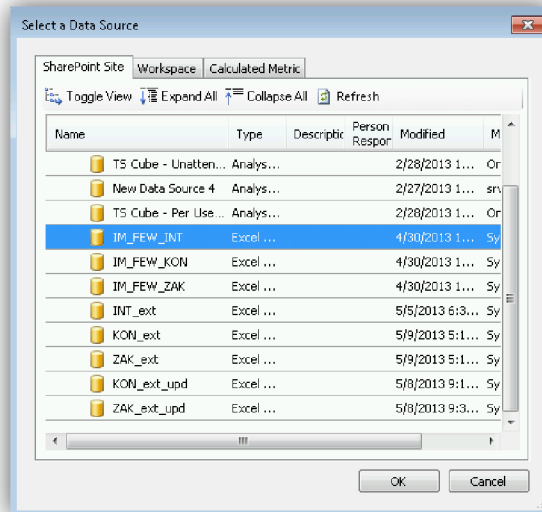 Select a Data Source
SharePoint Site Workspace Calculated Metric
Toggle View Expand All Collapse All Refresh
Name Type Descriptic Person Respor Modified M
TS Cube - Unatten... Analys... 2/28/2013 1... Or
New Data Source 4 Analys... 2/27/2013 1... srv
TS Cube - Per Use... Analys... 2/28/2013 1... Or
IM_FEW_INT Excel ... 4/30/2013 1... Sy
IM_FEW_KON Excel ... 4/30/2013 1... Sy
IM_FEW_ZAK Excel ... 4/30/2013 1... Sy
INT_ext Excel ... 5/5/2013 6:3... Sy
KON_ext Excel ... 5/9/2013 5:1... Sy
ZAK_ext Excel ... 5/9/2013 5:1... Sy
KON_ext_upd Excel ... 5/8/2013 9:1... Sy
ZAK_ext_upd Excel ... 5/8/2013 9:3... Sy
OK Cancel